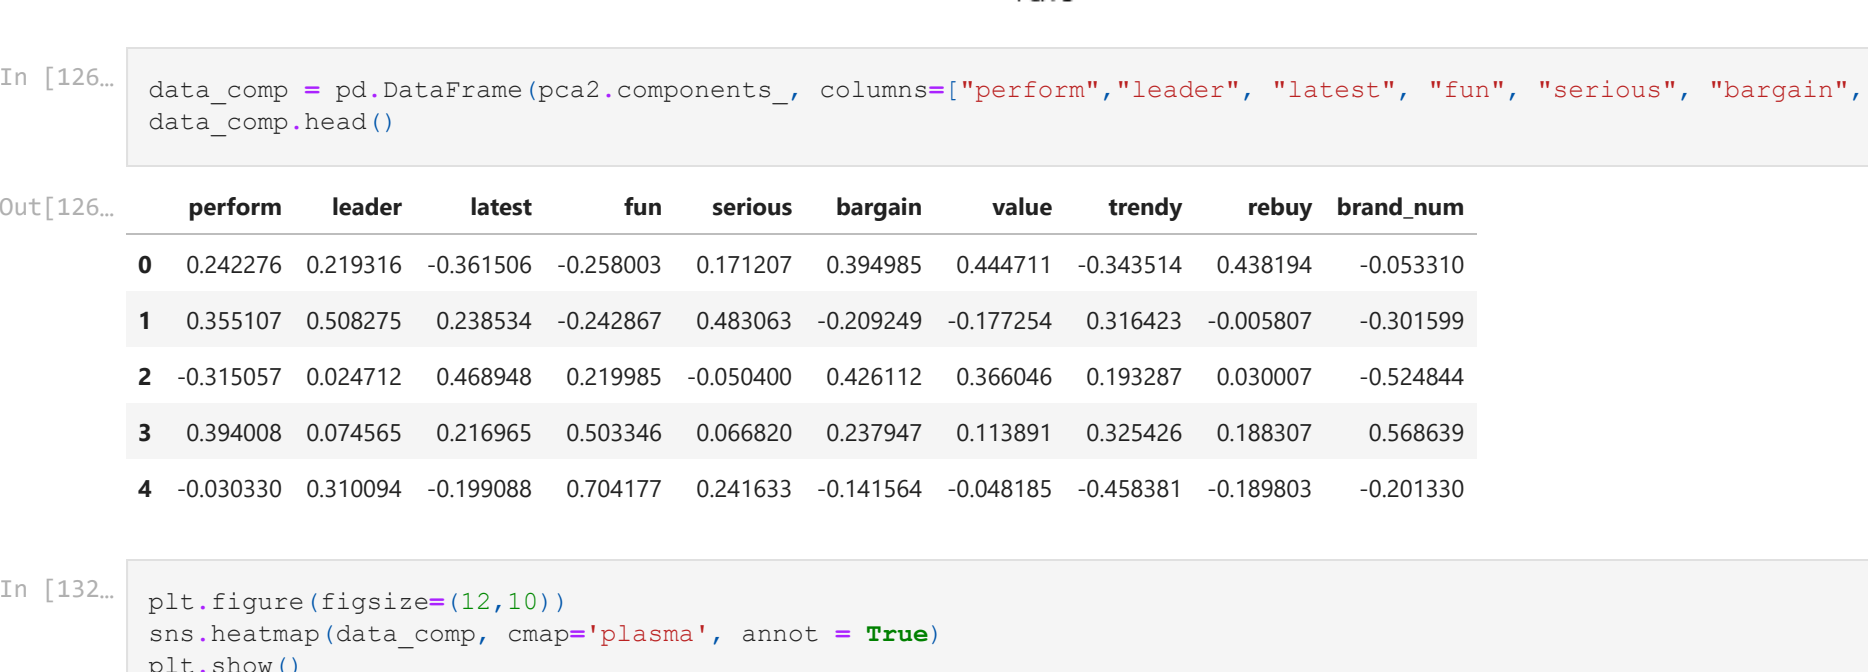 In [126…
data_comp = pd.DataFrame(pca2.components_, columns=["perform","leader", "latest", "fun", "serious", "bargain",
data_comp.head()
Out[126…
perform leader latest fun serious bargain value trendy rebuy brand_num
0 0.242276 0.219316 -0.361506 -0.258003 0.171207 0.394985 0.444711 -0.343514 0.438194 -0.053310
1 0.355107 0.508275 0.238534 -0.242867 0.483063 -0.209249 -0.177254 0.316423 -0.005807 -0.301599
2 -0.315057 0.024712 0.468948 0.219985 -0.050400 0.426112 0.366046 0.193287 0.030007 -0.524844
3 0.394008 0.074565 0.216965 0.503346 0.066820 0.237947 0.113891 0.325426 0.188307 0.568639
4 -0.030330 0.310094 -0.199088 0.704177 0.241633 -0.141564 -0.048185 -0.458381 -0.189803 -0.201330
In [132…
plt.figure(figsize=(12,10))
sns.heatmap(data_comp, cmap='plasma', annot = True)
plt.show()